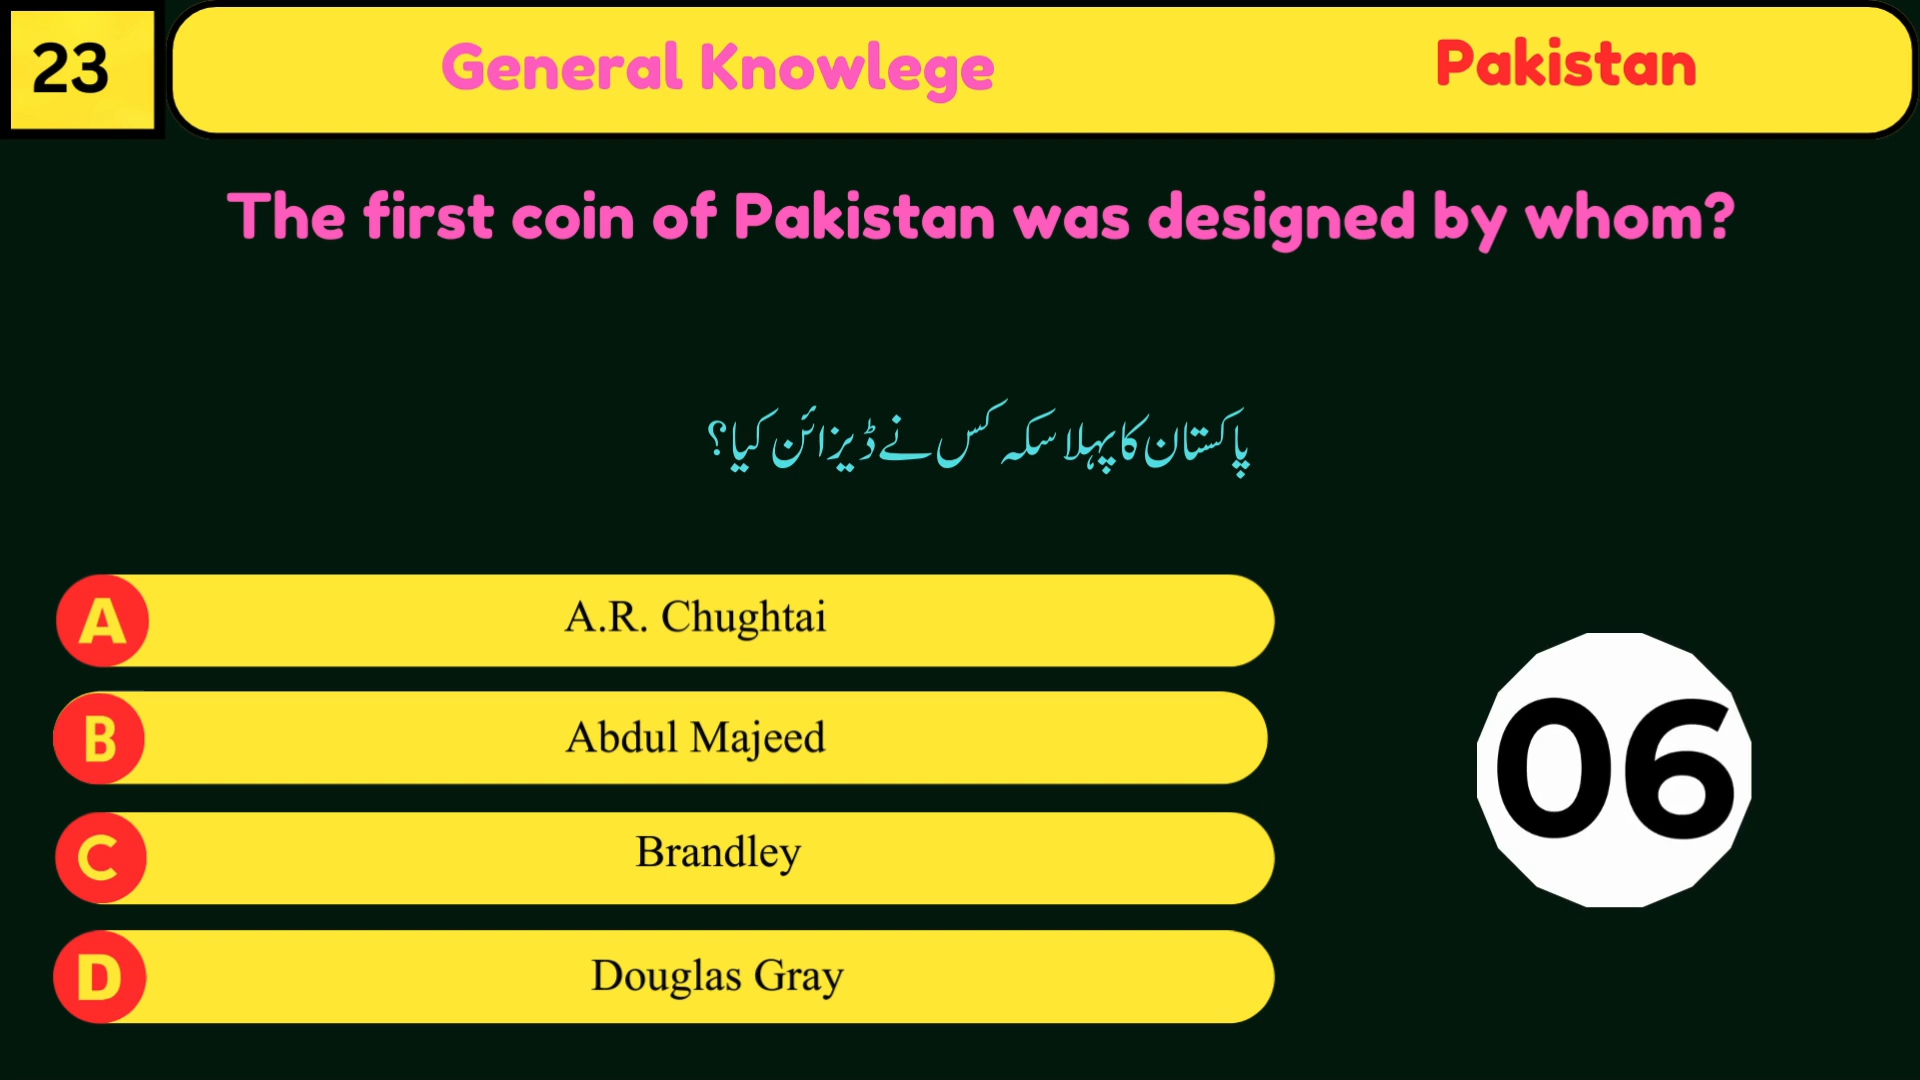 23
General Knowlege
Pakistan
The first coin of Pakistan was designed by whom?
پاکستان کا پہلا سکہ کس نے ڈیزائن کیا؟
A
A.R. Chughtai
B
Abdul Majeed
C
Brandley
D
Douglas Gray
06